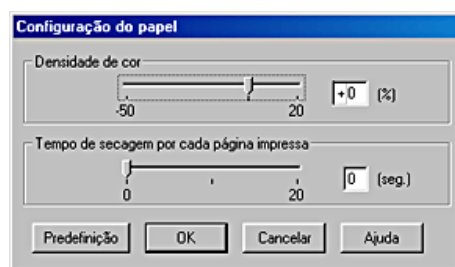 Configuração do papel
Densidade de cor
-50 20 +0 (%)
Tempo de secagem por cada página impressa
0 20 0 (seg.)
Predefinição OK Cancelar Ajuda